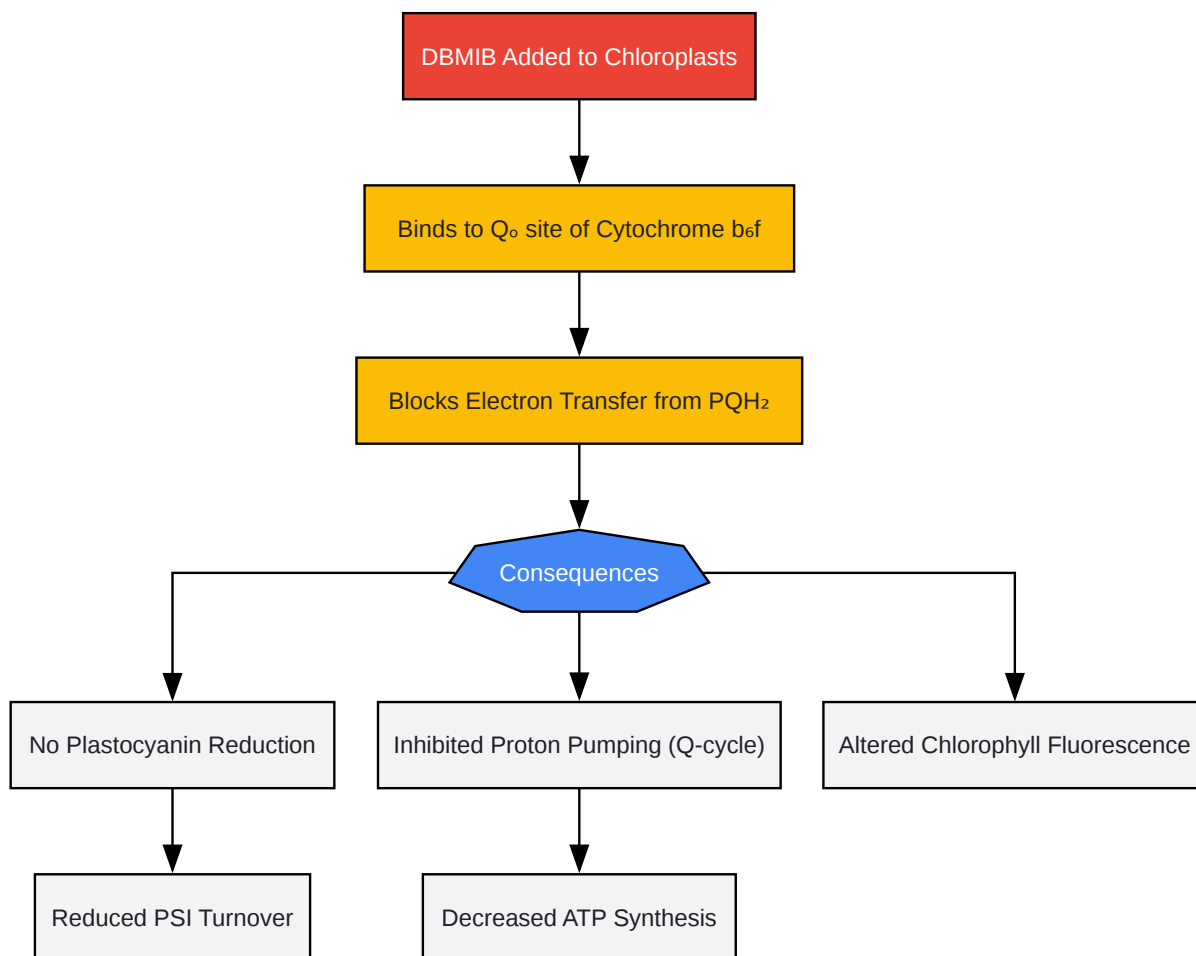 DBMIB Added to Chloroplasts
Binds to Qₒ site of Cytochrome b₆f
Blocks Electron Transfer from PQH₂
Consequences
No Plastocyanin Reduction
Inhibited Proton Pumping (Q-cycle)
Altered Chlorophyll Fluorescence
Reduced PSI Turnover
Decreased ATP Synthesis